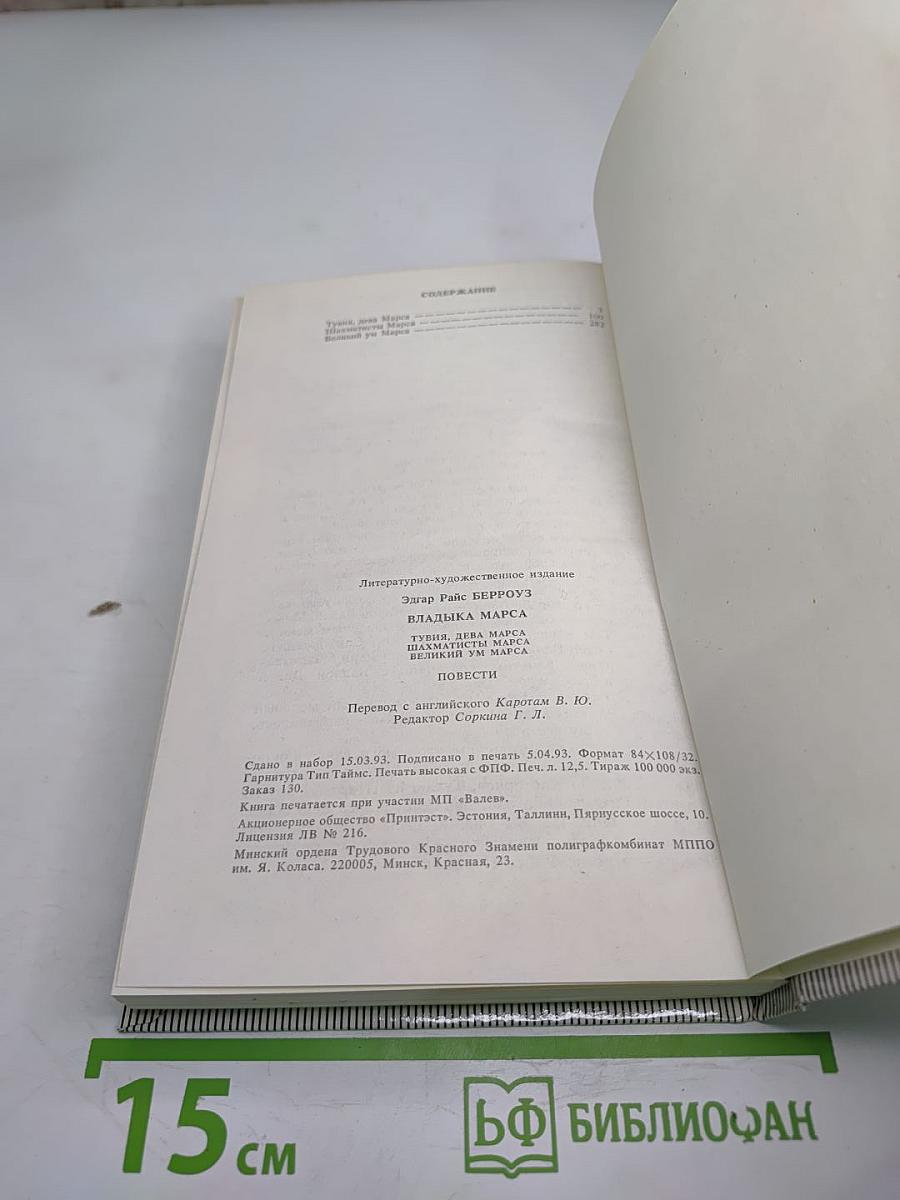 СОДЕРЖАНИЕ
Тувия, дева Марса 3
Шахматисты Марса 100
Великий ум Марса 282
Литературно-художественное издание
Эдгар Райс БЕРРОУЗ
ВЛАДЫКА МАРСА
ТУВИЯ, ДЕВА МАРСА
ШАХМАТИСТЫ МАРСА
ВЕЛИКИЙ УМ МАРСА
ПОВЕСТИ
Перевод с английского Каротам В. Ю.
Редактор Соркина Г. Л.
Сдано в набор 15.03.93. Подписано в печать 5.04.93. Формат 84×108/32.
Гарнитура Тип Таймс. Печать высокая с ФПФ. Печ. л. 12,5. Тираж 100 000 экз.
Заказ 130.
Книга печатается при участии МП «Валев».
Акционерное общество «Принтэст». Эстония, Таллинн, Пярнусское шоссе, 10.
Лицензия ЛВ № 216.
Минский ордена Трудового Красного Знамени полиграфкомбинат МППО
им. Я. Коласа. 220005, Минск, Красная, 23.
15 см
БФ БИБЛИОФАН